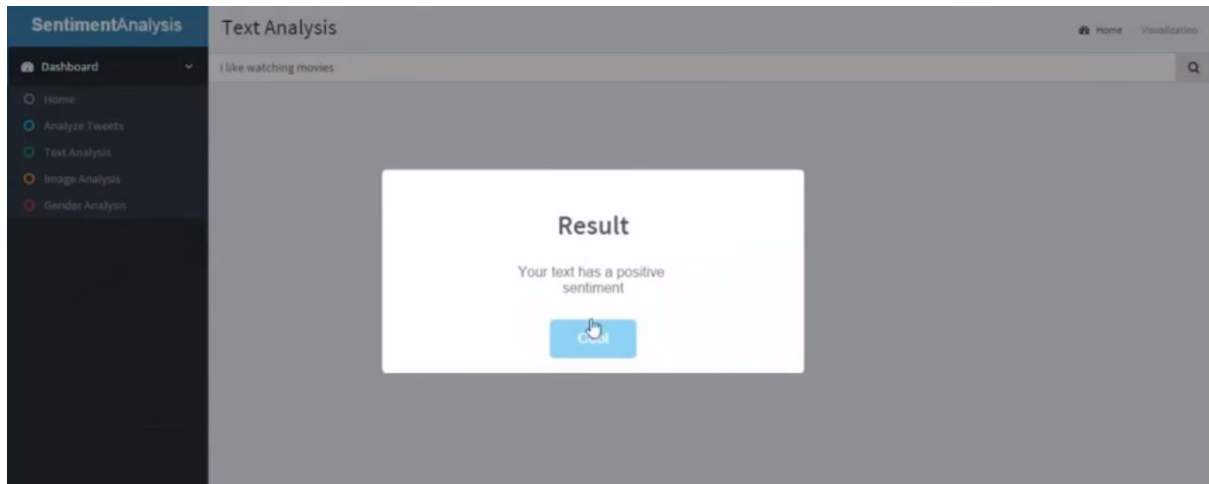 SentimentAnalysis
Text Analysis
Home Visualization
Dashboard
I like watching movies
Home
Analyze Tweets
Text Analysis
Image Analysis
Gender Analysis
Result
Your text has a positive
sentiment
Cool